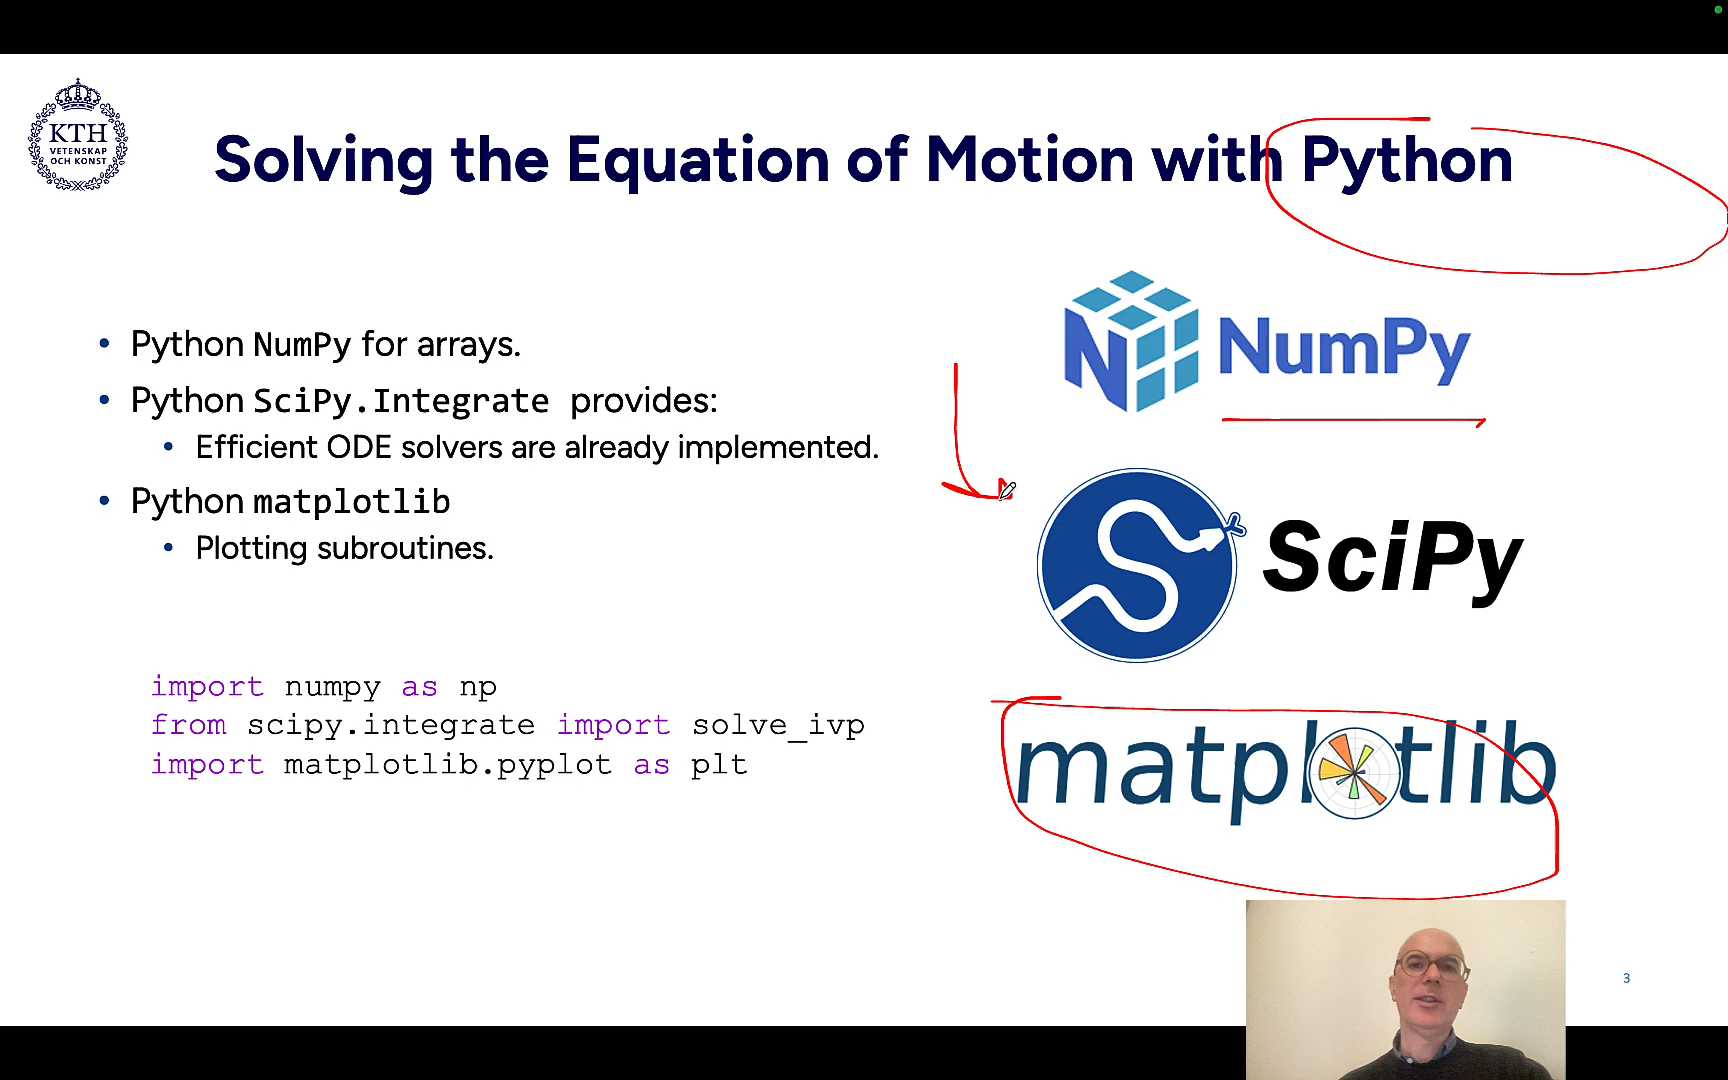 KTH
VETENSKAP
OCH KONST
Solving the Equation of Motion with Python
• Python NumPy for arrays.
• Python SciPy.Integrate provides:
• Efficient ODE solvers are already implemented.
• Python matplotlib
• Plotting subroutines.
import numpy as np
from scipy.integrate import solve_ivp
import matplotlib.pyplot as plt
NumPy
SciPy
matplotlib
3